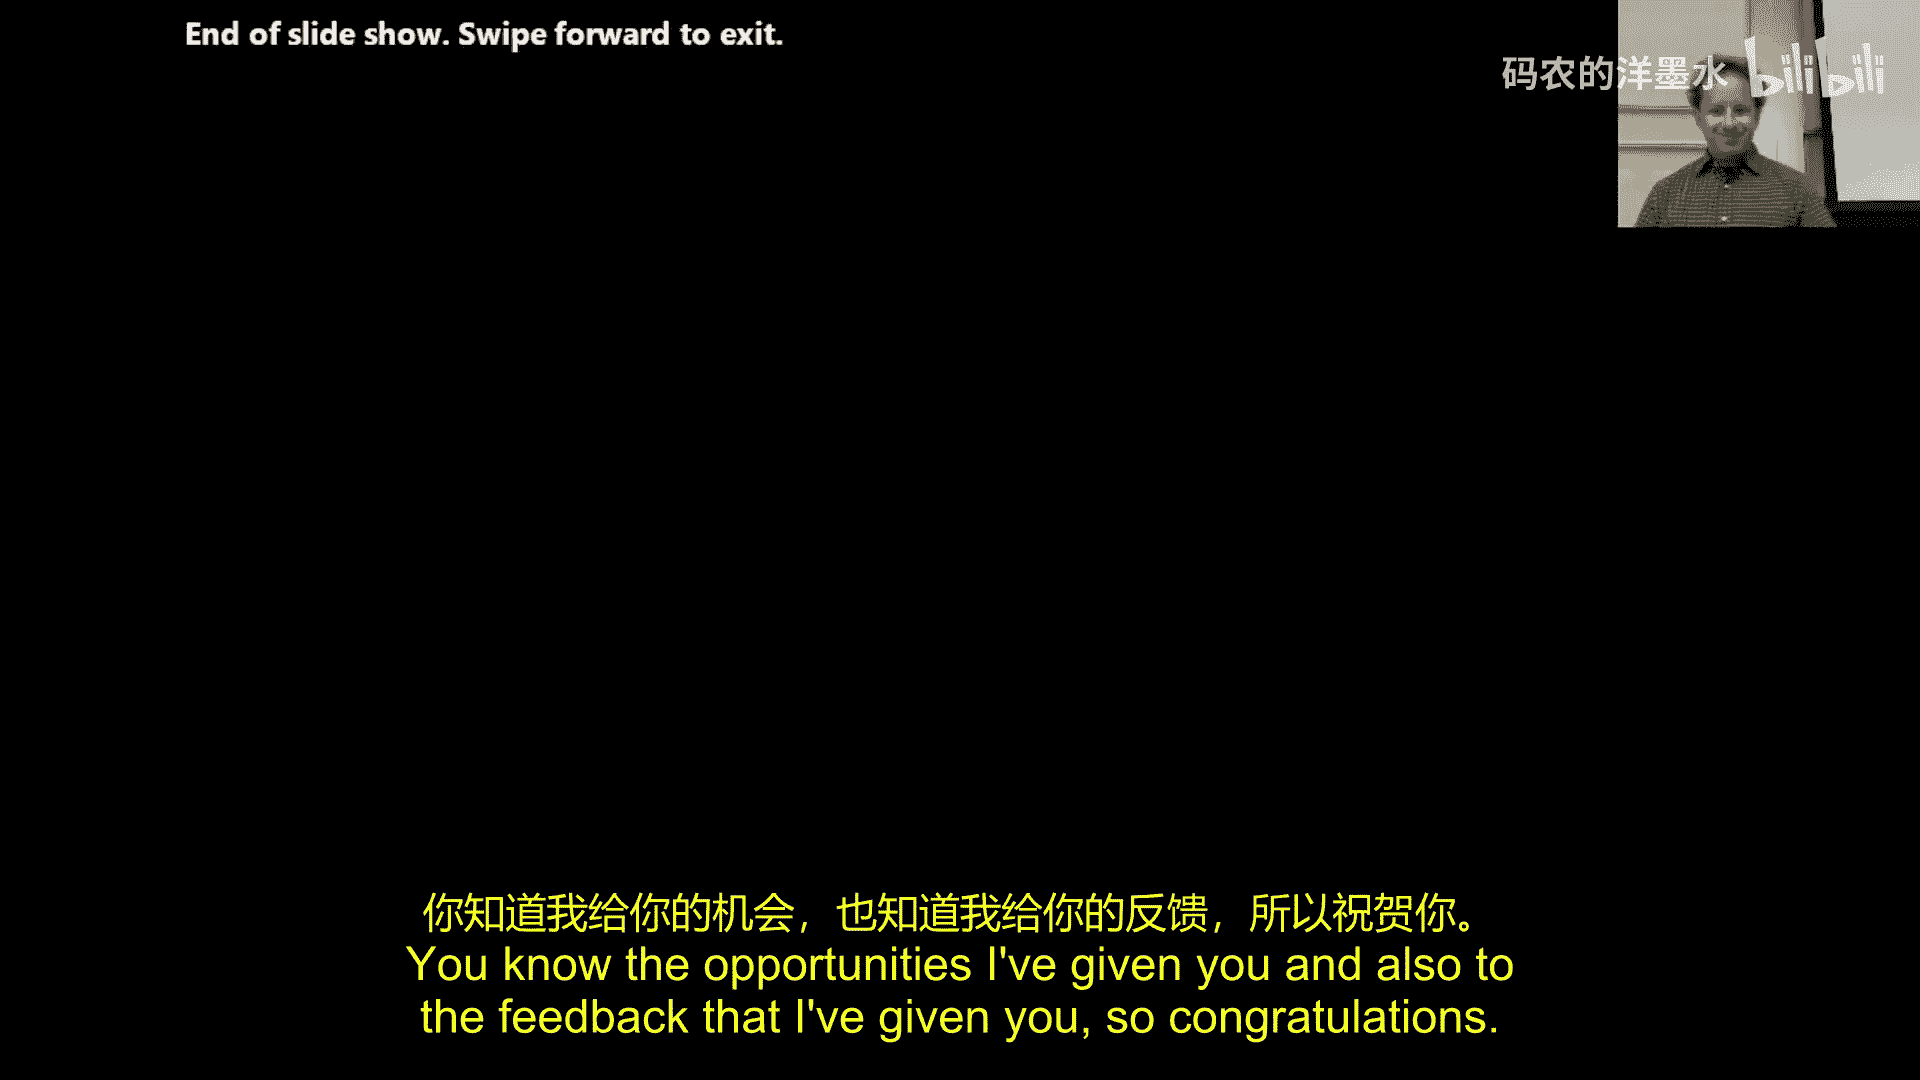 End of slide show. Swipe forward to exit.
码农的洋墨水 bilibili
你知道我给你的机会，也知道我给你的反馈，所以祝贺你。
You know the opportunities I've given you and also to
the feedback that I've given you, so congratulations.